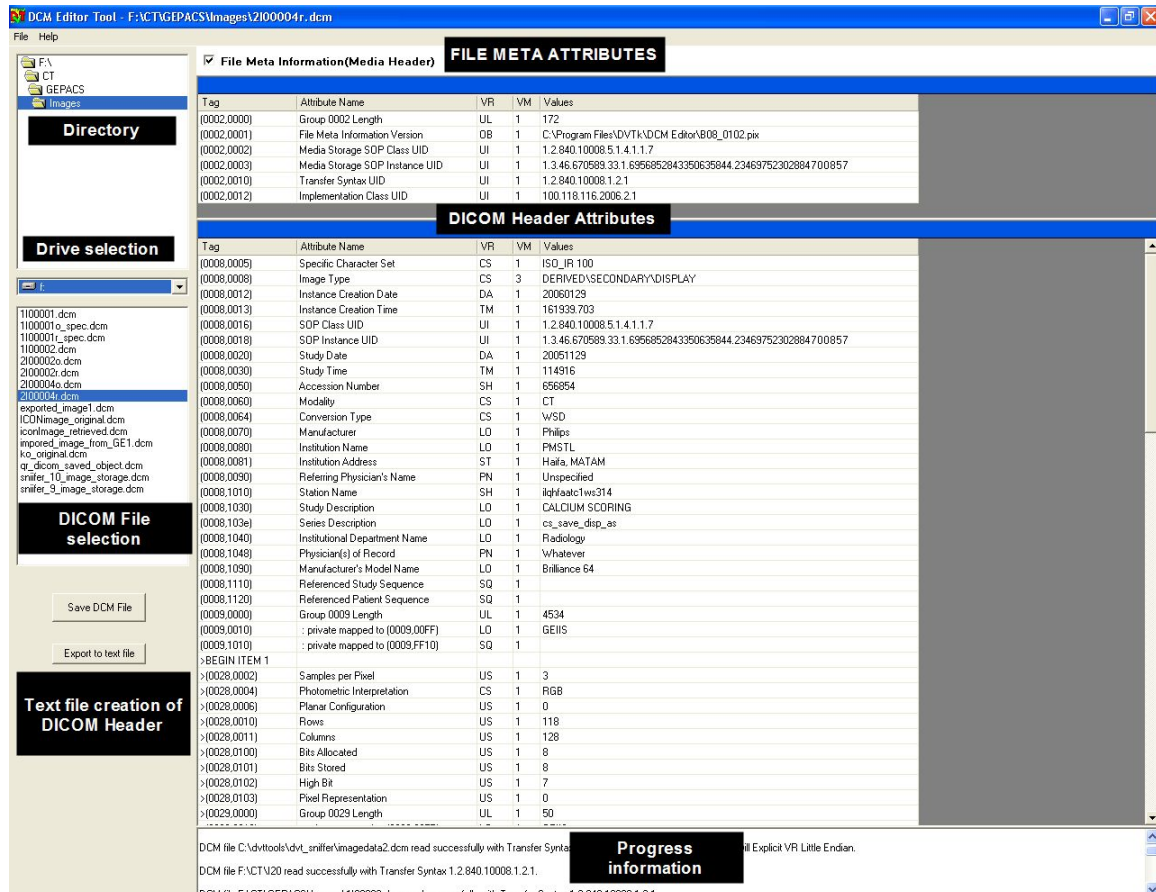 DCM Editor Tool - F:\CT\GEPACS\Images\2I00004r.dcm
File Help
F:\
CT
GEPACS
Images
Directory
Drive selection
f:
1I00001.dcm
1I00001o_spec.dcm
1I00001r_spec.dcm
1I00002.dcm
2I00002o.dcm
2I00002r.dcm
2I00004o.dcm
2I00004r.dcm
exported_image1.dcm
ICONimage_original.dcm
iconImage_retrieved.dcm
impored_image_from_GE1.dcm
ko_original.dcm
qr_dicom_saved_object.dcm
sniifer_10_image_storage.dcm
sniifer_9_image_storage.dcm
DICOM File
selection
Save DCM File
Export to text file
Text file creation of
DICOM Header
File Meta Information(Media Header)
FILE META ATTRIBUTES
Tag Attribute Name VR VM Values
(0002,0000) Group 0002 Length UL 1 172
(0002,0001) File Meta Information Version OB 1 C:\Program Files\DVTk\DCM Editor\B08_0102.pix
(0002,0002) Media Storage SOP Class UID UI 1 1.2.840.10008.5.1.4.1.1.7
(0002,0003) Media Storage SOP Instance UID UI 1 1.3.46.670589.33.1.6956852843350635844.23469752302884700857
(0002,0010) Transfer Syntax UID UI 1 1.2.840.10008.1.2.1
(0002,0012) Implementation Class UID UI 1 100.118.116.2006.2.1
DICOM Header Attributes
Tag Attribute Name VR VM Values
(0008,0005) Specific Character Set CS 1 ISO_IR 100
(0008,0008) Image Type CS 3 DERIVED\SECONDARY\DISPLAY
(0008,0012) Instance Creation Date DA 1 20060129
(0008,0013) Instance Creation Time TM 1 161939.703
(0008,0016) SOP Class UID UI 1 1.2.840.10008.5.1.4.1.1.7
(0008,0018) SOP Instance UID UI 1 1.3.46.670589.33.1.6956852843350635844.23469752302884700857
(0008,0020) Study Date DA 1 20051129
(0008,0030) Study Time TM 1 114916
(0008,0050) Accession Number SH 1 656854
(0008,0060) Modality CS 1 CT
(0008,0064) Conversion Type CS 1 WSD
(0008,0070) Manufacturer LO 1 Philips
(0008,0080) Institution Name LO 1 PMSTL
(0008,0081) Institution Address ST 1 Haifa, MATAM
(0008,0090) Referring Physician's Name PN 1 Unspecified
(0008,1010) Station Name SH 1 ilqhfaatc1ws314
(0008,1030) Study Description LO 1 CALCIUM SCORING
(0008,103e) Series Description LO 1 cs_save_disp_as
(0008,1040) Institutional Department Name LO 1 Radiology
(0008,1048) Physician(s) of Record PN 1 Whatever
(0008,1090) Manufacturer's Model Name LO 1 Brilliance 64
(0008,1110) Referenced Study Sequence SQ 1
(0008,1120) Referenced Patient Sequence SQ 1
(0009,0000) Group 0009 Length UL 1 4534
(0009,0010) : private mapped to (0009,00FF) LO 1 GEIIS
(0009,1010) : private mapped to (0009,FF10) SQ 1
>BEGIN ITEM 1
>(0028,0002) Samples per Pixel US 1 3
>(0028,0004) Photometric Interpretation CS 1 RGB
>(0028,0006) Planar Configuration US 1 0
>(0028,0010) Rows US 1 118
>(0028,0011) Columns US 1 128
>(0028,0100) Bits Allocated US 1 8
>(0028,0101) Bits Stored US 1 8
>(0028,0102) High Bit US 1 7
>(0028,0103) Pixel Representation US 1 0
>(0029,0000) Group 0029 Length UL 1 50
DCM file C:\dvttools\dvt_sniffer\imagedata2.dcm read successfully with Transfer Syntax ill Explicit VR Little Endian.
Progress
information
DCM file F:\CT\I20 read successfully with Transfer Syntax 1.2.840.10008.1.2.1.